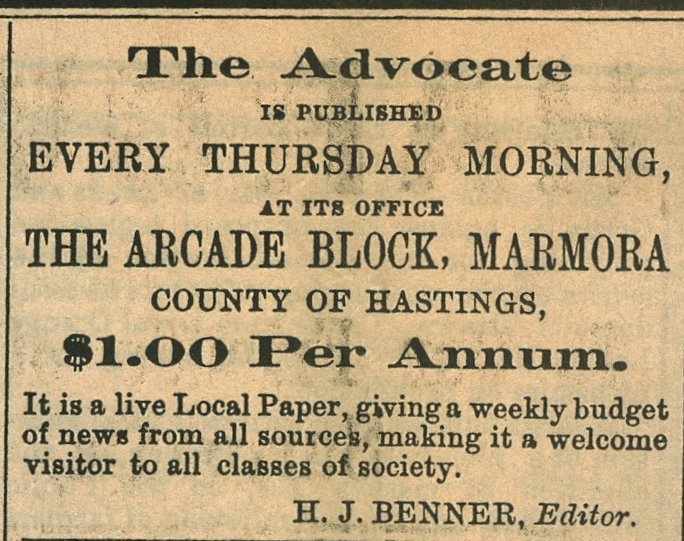 The Advocate
IS PUBLISHED
EVERY THURSDAY MORNING,
AT ITS OFFICE
THE ARCADE BLOCK, MARMORA
COUNTY OF HASTINGS,
$1.00 Per Annum.
It is a live Local Paper, giving a weekly budget
of news from all sources, making it a welcome
visitor to all classes of society.
H. J. BENNER, Editor.